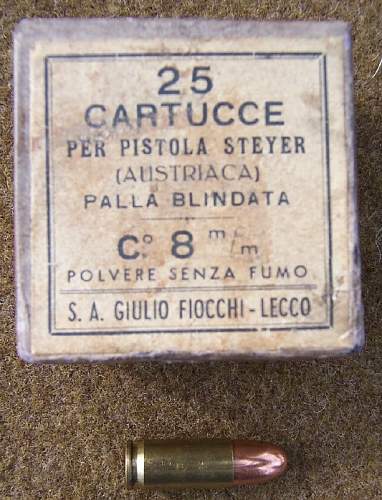 25
CARTUCCE
PER PISTOLA STEYER
(AUSTRIACA)
PALLA BLINDATA
C.º 8 m/m
POLVERE SENZA FUMO
S. A. GIULIO FIOCCHI - LECCO